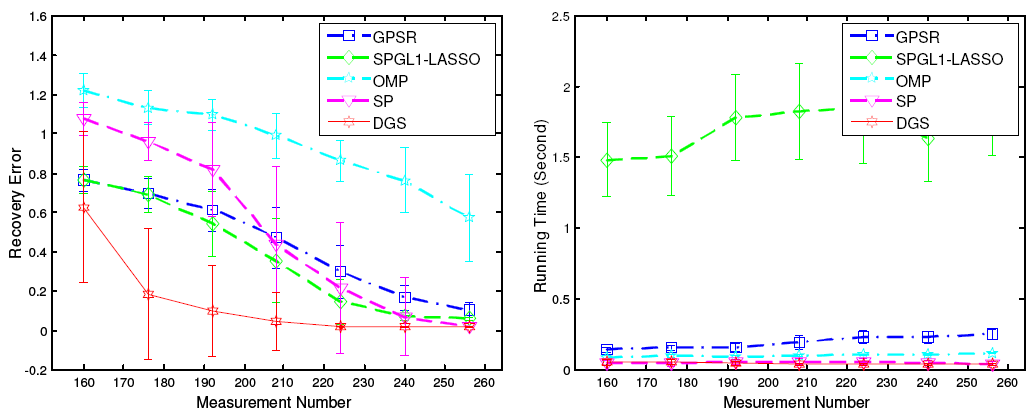 1.6
1.4
1.2
1
0.8
0.6
0.4
0.2
0
-0.2
Recovery Error
GPSR
SPGL1-LASSO
OMP
SP
DGS
160 170 180 190 200 210 220 230 240 250 260
Measurement Number
2.5
2
1.5
1
0.5
0
Running Time (Second)
GPSR
SPGL1-LASSO
OMP
SP
DGS
160 170 180 190 200 210 220 230 240 250 260
Mesurement Number